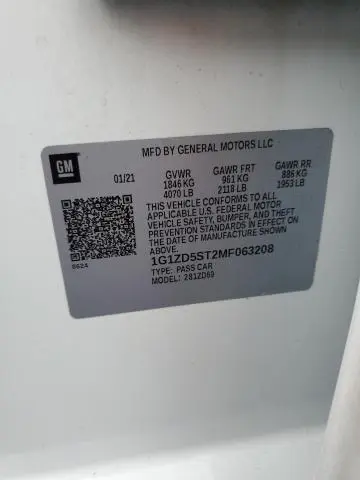 MFD BY GENERAL MOTORS LLC
GM
01/21 GVWR GAWR FRT GAWR RR
1846 KG 961 KG 886 KG
4070 LB 2118 LB 1953 LB
THIS VEHICLE CONFORMS TO ALL
APPLICABLE U.S. FEDERAL MOTOR
VEHICLE SAFETY, BUMPER, AND THEFT
PREVENTION STANDARDS IN EFFECT ON
THE DATE OF MANUFACTURE SHOWN
ABOVE.
1G1ZD5ST2MF063208
TYPE: PASS CAR
MODEL: 2S1ZD69